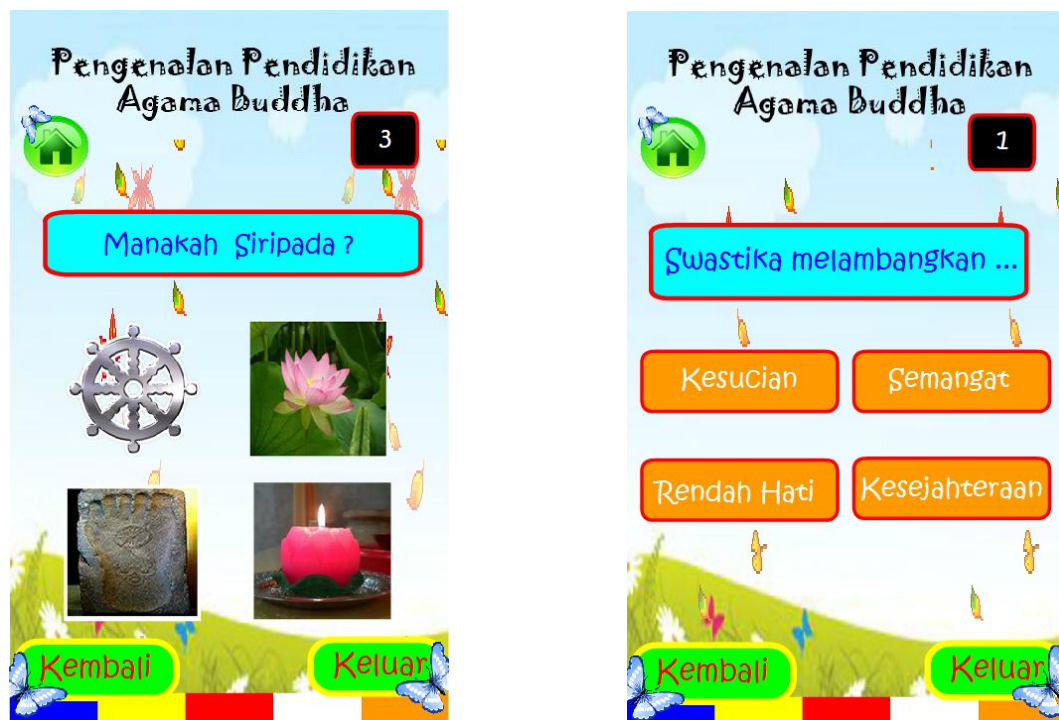 Pengenalan Pendidikan
Agama Buddha
3
Manakah Siripada ?
Kembali
Keluar
Pengenalan Pendidikan
Agama Buddha
1
Swastika melambangkan ...
Kesucian
Semangat
Rendah Hati
Kesejahteraan
Kembali
Keluar